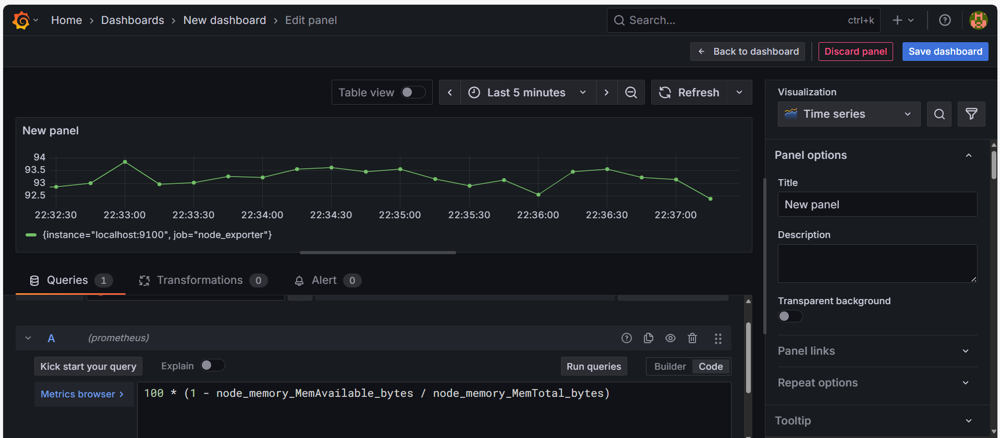 Home › Dashboards › New dashboard › Edit panel
Search... ctrl+k
Back to dashboard
Discard panel
Save dashboard
Table view
Last 5 minutes
Refresh
New panel
94
93.5
93
92.5
22:32:30 22:33:00 22:33:30 22:34:00 22:34:30 22:35:00 22:35:30 22:36:00 22:36:30 22:37:00
{instance="localhost:9100", job="node_exporter"}
Queries 1 Transformations 0 Alert 0
A (prometheus)
Kick start your query Explain Run queries Builder Code
Metrics browser >
100 * (1 - node_memory_MemAvailable_bytes / node_memory_MemTotal_bytes)
Visualization
Time series
Panel options
Title
New panel
Description
Transparent background
Panel links
Repeat options
Tooltip